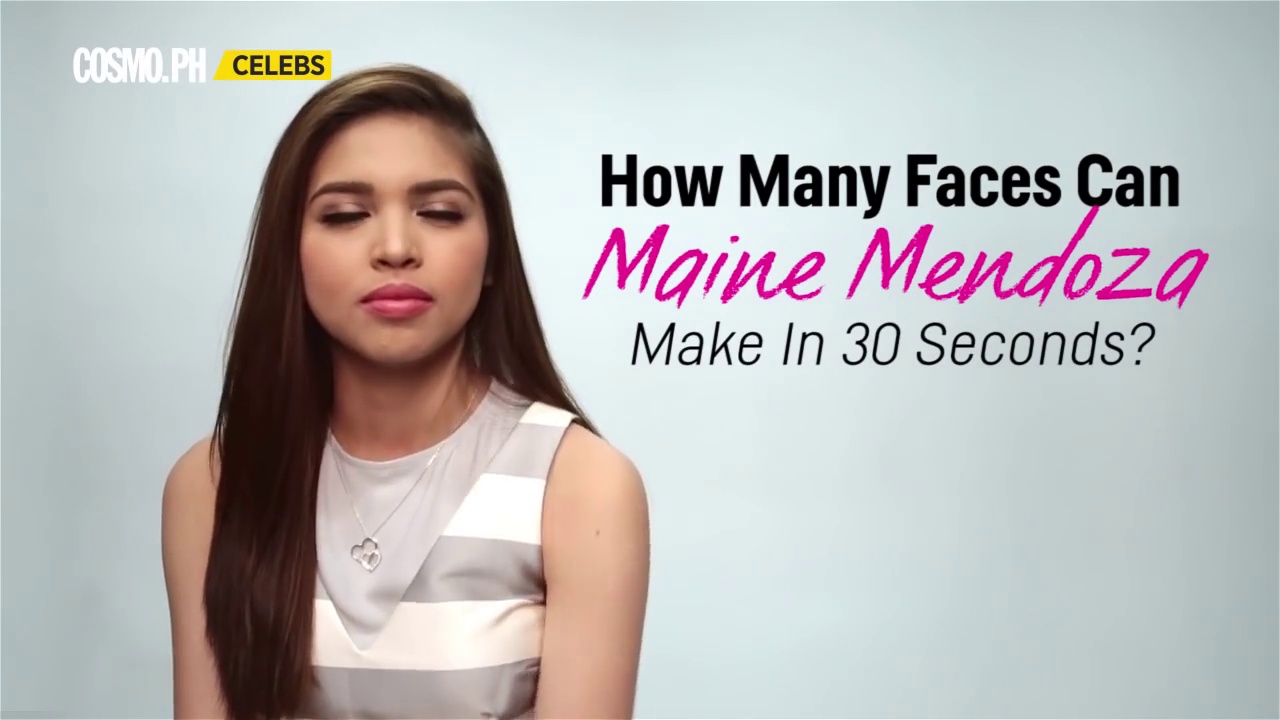 COSMO.PH CELEBS
How Many Faces Can
Maine Mendoza
Make In 30 Seconds?